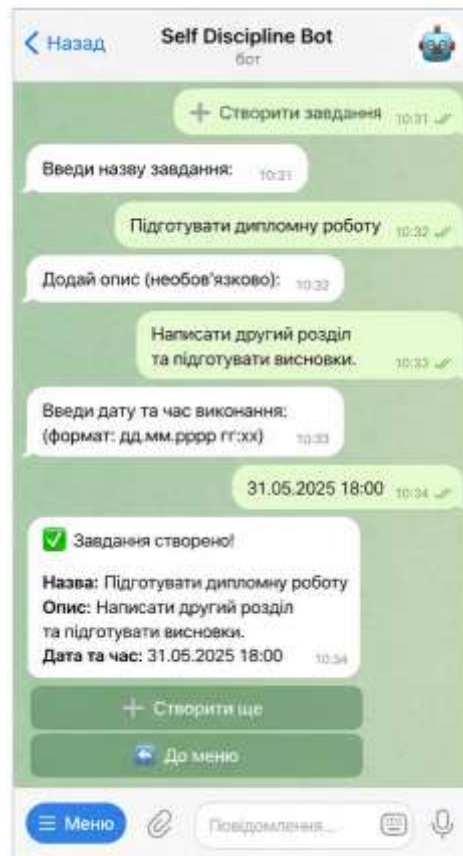 Назад
Self Discipline Bot
бот
Створити завдання 10:31
Введи назву завдання: 10:31
Підготувати дипломну роботу 10:32
Додай опис (необов'язково): 10:32
Написати другий розділ
та підготувати висновки. 10:33
Введи дату та час виконання:
(формат: дд.мм.рррр гг:хх) 10:33
31.05.2025 18:00 10:34
Завдання створено!
Назва: Підготувати дипломну роботу
Опис: Написати другий розділ
та підготувати висновки.
Дата та час: 31.05.2025 18:00 10:34
Створити ще
До меню
Меню
Повідомлення...